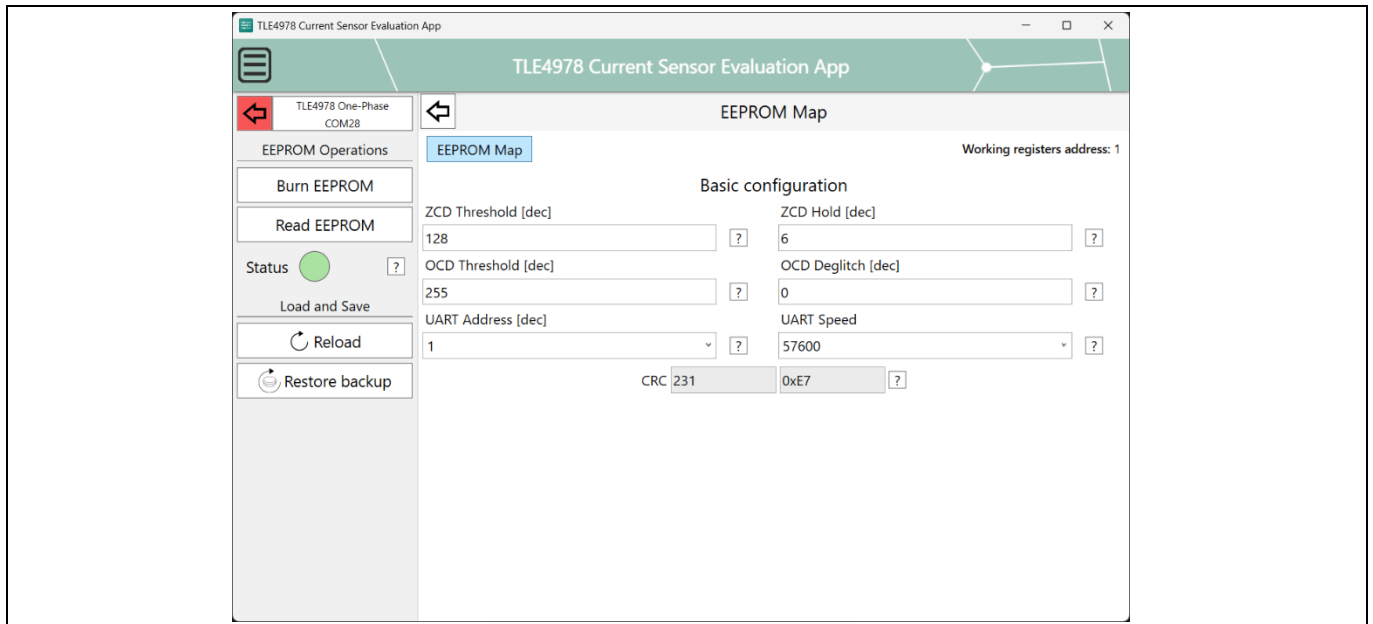 TLE4978 Current Sensor Evaluation App
TLE4978 Current Sensor Evaluation App
TLE4978 One-Phase
COM28
EEPROM Map
EEPROM Operations
EEPROM Map
Working registers address: 1
Burn EEPROM
Basic configuration
Read EEPROM
ZCD Threshold [dec]
ZCD Hold [dec]
128
?
6
?
Status
?
OCD Threshold [dec]
OCD Deglitch [dec]
255
?
0
?
Load and Save
UART Address [dec]
UART Speed
Reload
1
?
57600
?
Restore backup
CRC 231
0xE7
?